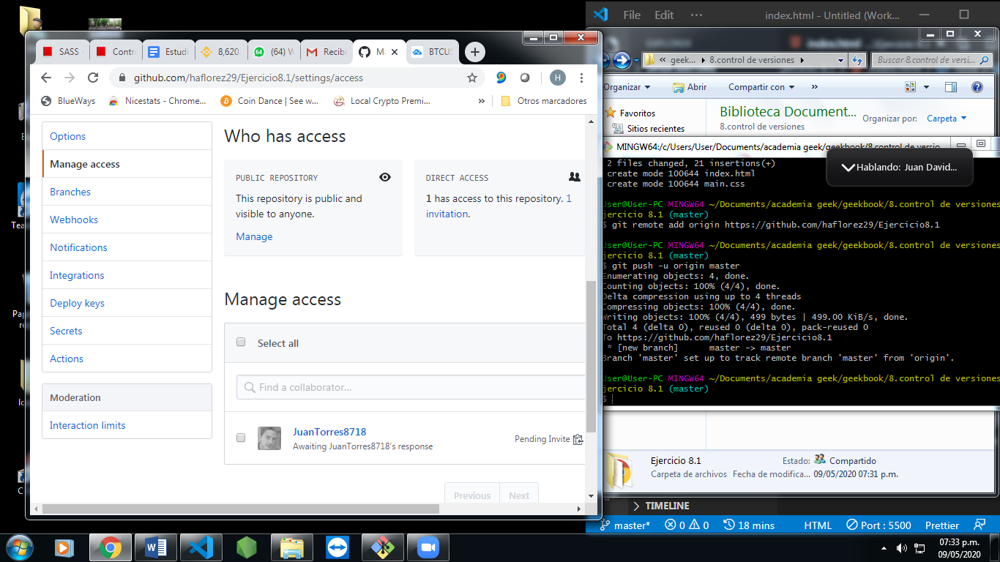 SASS
Contr
Estudi
8,620.
(64) W
Recibi
Ma
BTCUS
github.com/haflorez29/Ejercicio8.1/settings/access
H
BlueWays
Nicestats - Chrome...
Coin Dance | See w...
Local Crypto Premi...
»
Otros marcadores
Options
Manage access
Branches
Webhooks
Notifications
Integrations
Deploy keys
Secrets
Actions
Moderation
Interaction limits
Who has access
PUBLIC REPOSITORY
This repository is public and
visible to anyone.
Manage
DIRECT ACCESS
1 has access to this repository. 1
invitation.
Manage access
Select all
Find a collaborator...
JuanTorres8718
Awaiting JuanTorres8718's response
Pending Invite
Previous
Next
File Edit ···
index.html - Untitled (Work...
« geek... 8.control de versiones
Buscar 8.control de versi...
Organizar
Abrir
Compartir con
»
Favoritos
Sitios recientes
Biblioteca Document...
8.control de versiones
Organizar por: Carpeta
MINGW64:/c/Users/User/Documents/academia geek/geekbook/8.control de versio
Hablando: Juan David...
2 files changed, 21 insertions(+)
create mode 100644 index.html
create mode 100644 main.css
User@User-PC MINGW64 ~/Documents/academia geek/geekbook/8.control de versiones
jercicio 8.1 (master)
$ git remote add origin https://github.com/haflorez29/Ejercicio8.1
User@User-PC MINGW64 ~/Documents/academia geek/geekbook/8.control de versiones
jercicio 8.1 (master)
$ git push -u origin master
Enumerating objects: 4, done.
Counting objects: 100% (4/4), done.
Delta compression using up to 4 threads
Compressing objects: 100% (4/4), done.
Writing objects: 100% (4/4), 499 bytes | 499.00 KiB/s, done.
Total 4 (delta 0), reused 0 (delta 0), pack-reused 0
To https://github.com/haflorez29/Ejercicio8.1
* [new branch] master -> master
Branch 'master' set up to track remote branch 'master' from 'origin'.
User@User-PC MINGW64 ~/Documents/academia geek/geekbook/8.control de versiones
jercicio 8.1 (master)
$
Ejercicio 8.1
Carpeta de archivos
Estado: Compartido
Fecha de modifica... 09/05/2020 07:31 p.m.
TIMELINE
master* 0 0 18 mins HTML Port : 5500 Prettier
07:33 p.m.
09/05/2020